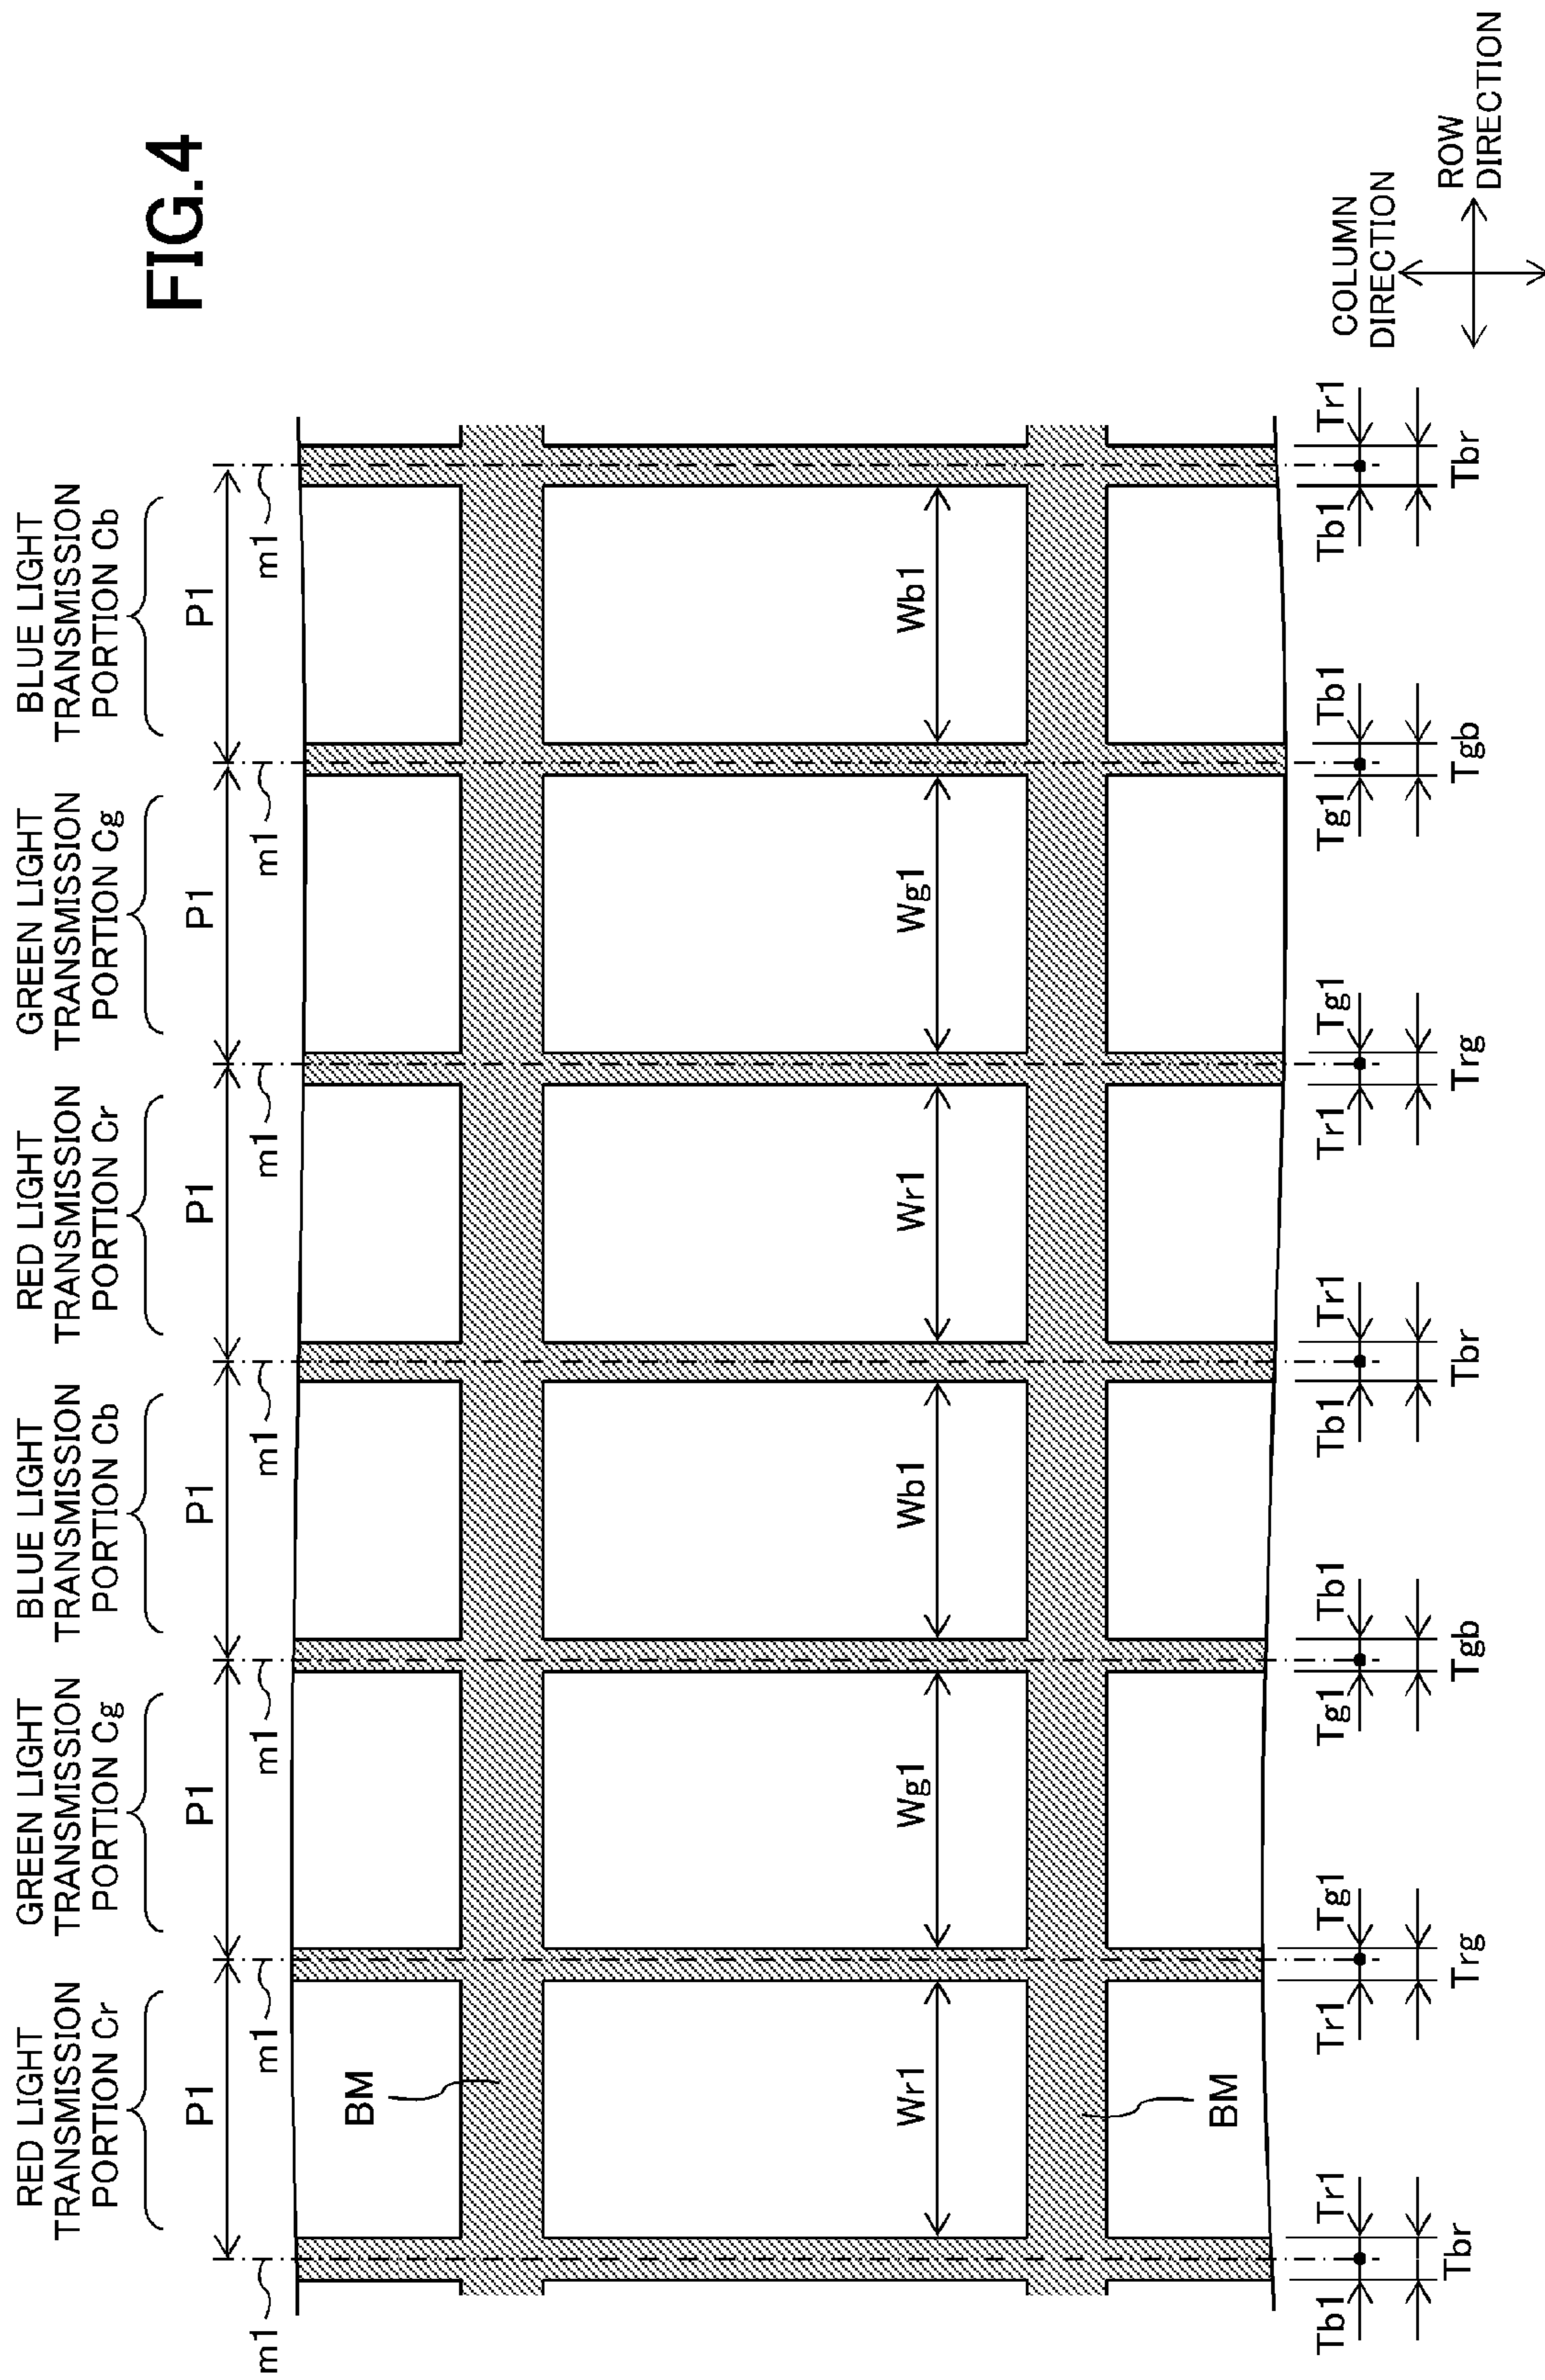 FIG.4
RED LIGHT
TRANSMISSION
PORTION Cr
GREEN LIGHT
TRANSMISSION
PORTION Cg
BLUE LIGHT
TRANSMISSION
PORTION Cb
RED LIGHT
TRANSMISSION
PORTION Cr
GREEN LIGHT
TRANSMISSION
PORTION Cg
BLUE LIGHT
TRANSMISSION
PORTION Cb
P1 P1 P1 P1 P1 P1
m1 m1 m1 m1 m1 m1 m1
BM
Wr1 Wg1 Wb1 Wr1 Wg1 Wb1
BM
Tb1 Tr1 Tr1 Tg1 Tg1 Tb1 Tb1 Tr1 Tr1 Tg1 Tg1 Tb1 Tb1 Tr1
Tbr Trg Tgb Tbr Trg Tgb Tbr
COLUMN
DIRECTION
ROW
DIRECTION